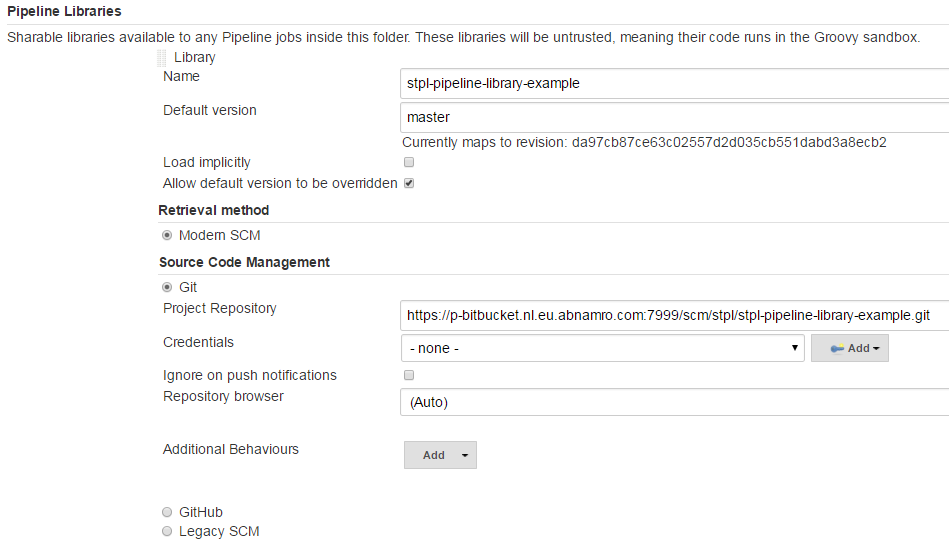 Pipeline Libraries
Sharable libraries available to any Pipeline jobs inside this folder. These libraries will be untrusted, meaning their code runs in the Groovy sandbox.
Library
Name stpl-pipeline-library-example
Default version master
Currently maps to revision: da97cb87ce63c02557d2d035cb551dabd3a8ecb2
Load implicitly
Allow default version to be overridden
Retrieval method
Modern SCM
Source Code Management
Git
Project Repository https://p-bitbucket.nl.eu.abnamro.com:7999/scm/stpl/stpl-pipeline-library-example.git
Credentials - none - Add
Ignore on push notifications
Repository browser (Auto)
Additional Behaviours Add
GitHub
Legacy SCM